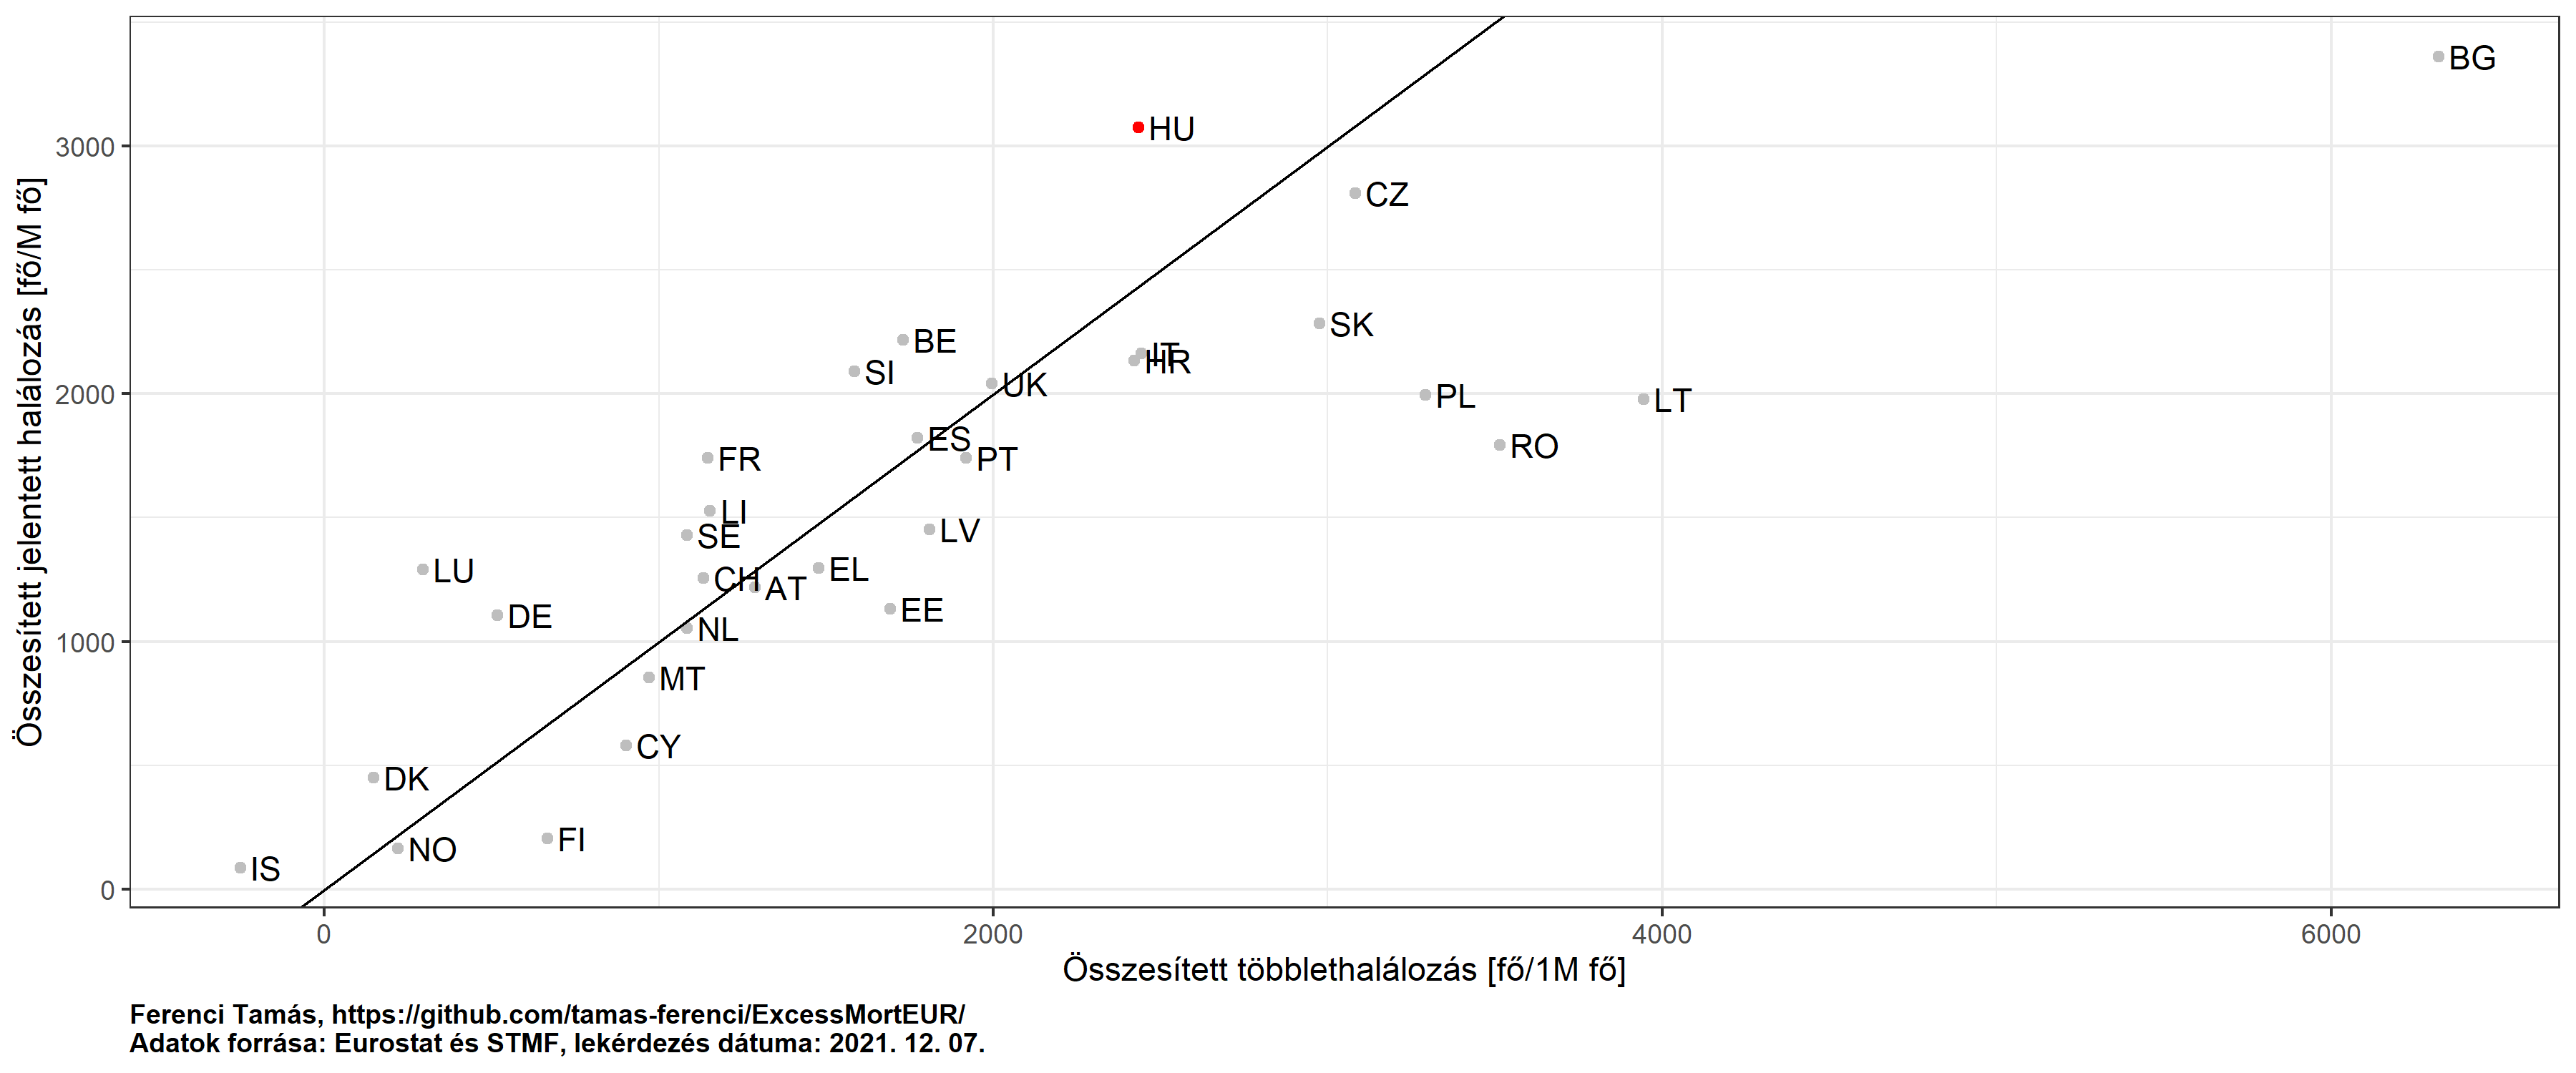 Összesített jelentett halálozás [fő/M fő]
3000
2000
1000
0
BG
HU
CZ
SK
BE
IT
HR
SI
UK
PL
LT
ES
RO
FR
PT
LI
SE
LV
LU
EL
CH
AT
DE
EE
NL
MT
CY
DK
FI
NO
IS
0
2000
4000
6000
Összesített többlethalálozás [fő/1M fő]
Ferenci Tamás, https://github.com/tamas-ferenci/ExcessMortEUR/
Adatok forrása: Eurostat és STMF, lekérdezés dátuma: 2021. 12. 07.